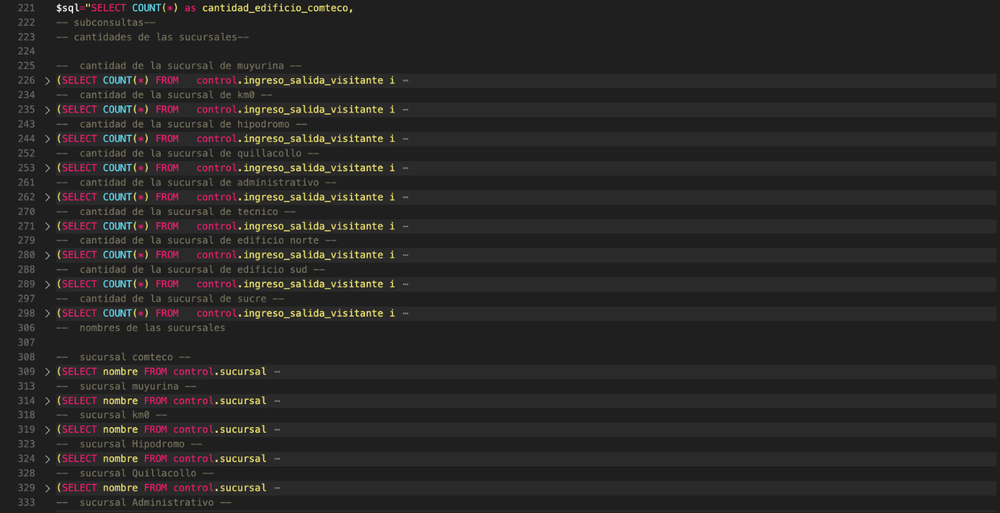 221 $sql="SELECT COUNT(*) as cantidad_edificio_comteco,
222 -- subconsultas--
223 -- cantidades de las sucursales--
224
225 --  cantidad de la sucursal de muyurina --
226 > (SELECT COUNT(*) FROM   control.ingreso_salida_visitante i ⋯
234 --  cantidad de la sucursal de km0 --
235 > (SELECT COUNT(*) FROM   control.ingreso_salida_visitante i ⋯
243 --  cantidad de la sucursal de hipodromo --
244 > (SELECT COUNT(*) FROM   control.ingreso_salida_visitante i ⋯
252 --  cantidad de la sucursal de quillacollo --
253 > (SELECT COUNT(*) FROM   control.ingreso_salida_visitante i ⋯
261 --  cantidad de la sucursal de administrativo --
262 > (SELECT COUNT(*) FROM   control.ingreso_salida_visitante i ⋯
270 --  cantidad de la sucursal de tecnico --
271 > (SELECT COUNT(*) FROM   control.ingreso_salida_visitante i ⋯
279 --  cantidad de la sucursal de edificio norte --
280 > (SELECT COUNT(*) FROM   control.ingreso_salida_visitante i ⋯
288 --  cantidad de la sucursal de edificio sud --
289 > (SELECT COUNT(*) FROM   control.ingreso_salida_visitante i ⋯
297 --  cantidad de la sucursal de sucre --
298 > (SELECT COUNT(*) FROM   control.ingreso_salida_visitante i ⋯
306 --  nombres de las sucursales
307
308 --  sucursal comteco --
309 > (SELECT nombre FROM control.sucursal ⋯
313 --  sucursal muyurina --
314 > (SELECT nombre FROM control.sucursal ⋯
318 --  sucursal km0 --
319 > (SELECT nombre FROM control.sucursal ⋯
323 --  sucursal Hipodromo --
324 > (SELECT nombre FROM control.sucursal ⋯
328 --  sucursal Quillacollo --
329 > (SELECT nombre FROM control.sucursal ⋯
333 --  sucursal Administrativo --